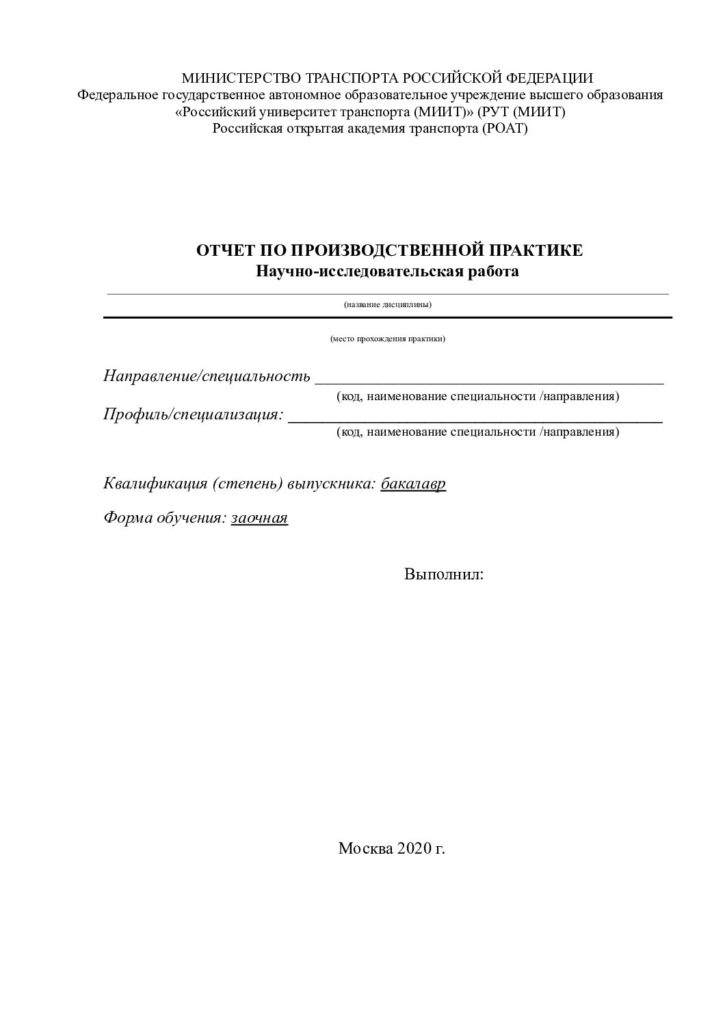 МИНИСТЕРСТВО ТРАНСПОРТА РОССИЙСКОЙ ФЕДЕРАЦИИ
Федеральное государственное автономное образовательное учреждение высшего образования
«Российский университет транспорта (МИИТ)» (РУТ (МИИТ)
Российская открытая академия транспорта (РОАТ)
ОТЧЕТ ПО ПРОИЗВОДСТВЕННОЙ ПРАКТИКЕ
Научно-исследовательская работа
(название дисциплины)
(место прохождения практики)
Направление/специальность
(код, наименование специальности /направления)
Профиль/специализация:
(код, наименование специальности /направления)
Квалификация (степень) выпускника: бакалавр
Форма обучения: заочная
Выполнил:
Москва 2020 г.